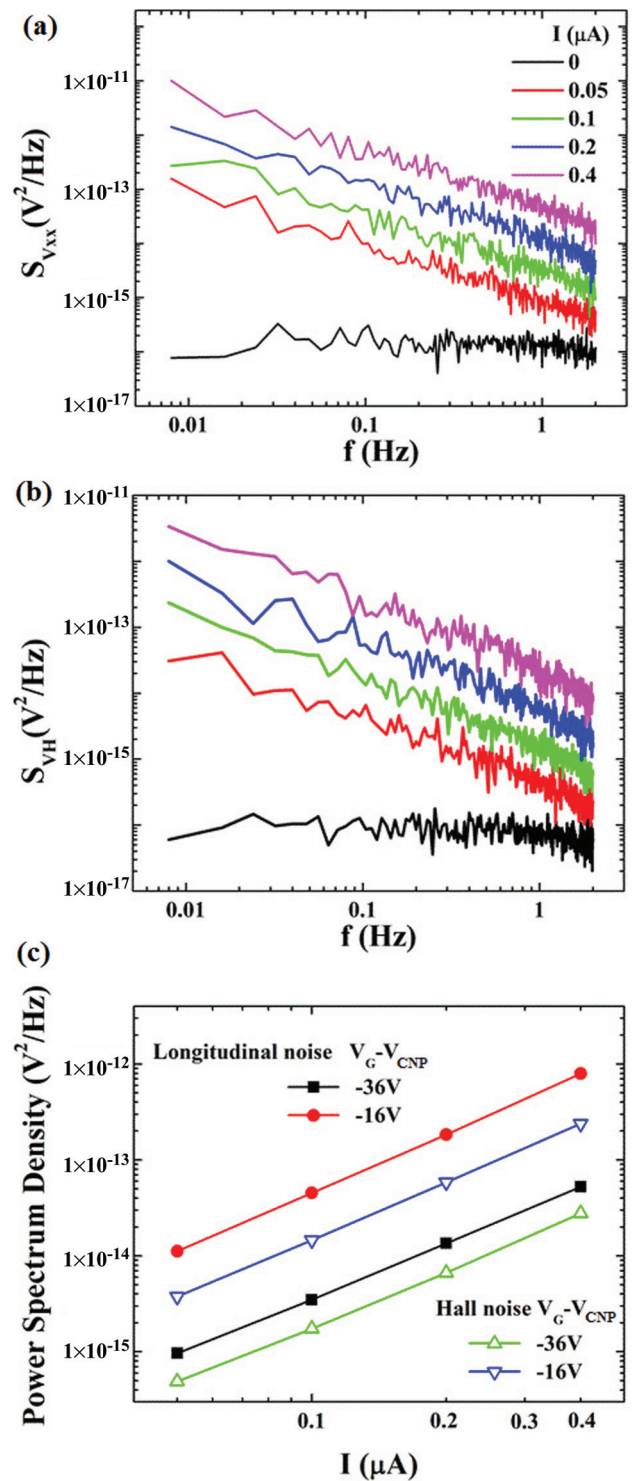 (a)
I (μA)
0
0.05
0.1
0.2
0.4
1×10⁻¹¹
1×10⁻¹³
1×10⁻¹⁵
1×10⁻¹⁷
S_Vxx(V²/Hz)
0.01 0.1 1
f (Hz)
(b)
1×10⁻¹¹
1×10⁻¹³
1×10⁻¹⁵
1×10⁻¹⁷
S_VH(V²/Hz)
0.01 0.1 1
f (Hz)
(c)
Longitudinal noise V_G-V_CNP
-36V
-16V
1×10⁻¹²
1×10⁻¹³
1×10⁻¹⁴
1×10⁻¹⁵
Power Spectrum Density (V²/Hz)
Hall noise V_G-V_CNP
-36V
-16V
0.1 0.2 0.3 0.4
I (μA)